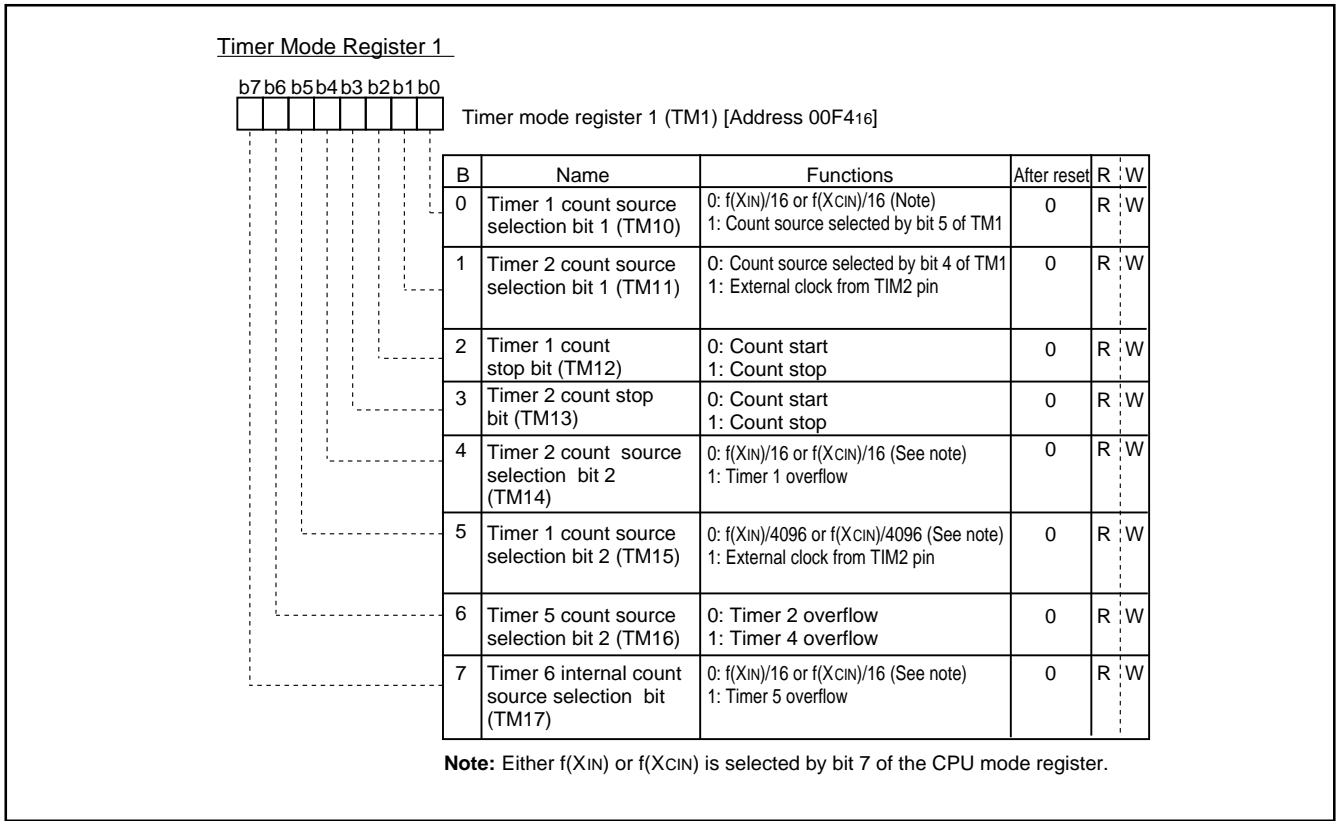 Timer Mode Register 1
b7 b6 b5 b4 b3 b2 b1 b0
Timer mode register 1 (TM1) [Address 00F416]
B Name Functions After reset R W
0 Timer 1 count source selection bit 1 (TM10) 0: f(XIN)/16 or f(XCIN)/16 (Note) 1: Count source selected by bit 5 of TM1 0 R W
1 Timer 2 count source selection bit 1 (TM11) 0: Count source selected by bit 4 of TM1 1: External clock from TIM2 pin 0 R W
2 Timer 1 count stop bit (TM12) 0: Count start 1: Count stop 0 R W
3 Timer 2 count stop bit (TM13) 0: Count start 1: Count stop 0 R W
4 Timer 2 count source selection bit 2 (TM14) 0: f(XIN)/16 or f(XCIN)/16 (See note) 1: Timer 1 overflow 0 R W
5 Timer 1 count source selection bit 2 (TM15) 0: f(XIN)/4096 or f(XCIN)/4096 (See note) 1: External clock from TIM2 pin 0 R W
6 Timer 5 count source selection bit 2 (TM16) 0: Timer 2 overflow 1: Timer 4 overflow 0 R W
7 Timer 6 internal count source selection bit (TM17) 0: f(XIN)/16 or f(XCIN)/16 (See note) 1: Timer 5 overflow 0 R W
Note: Either f(XIN) or f(XCIN) is selected by bit 7 of the CPU mode register.